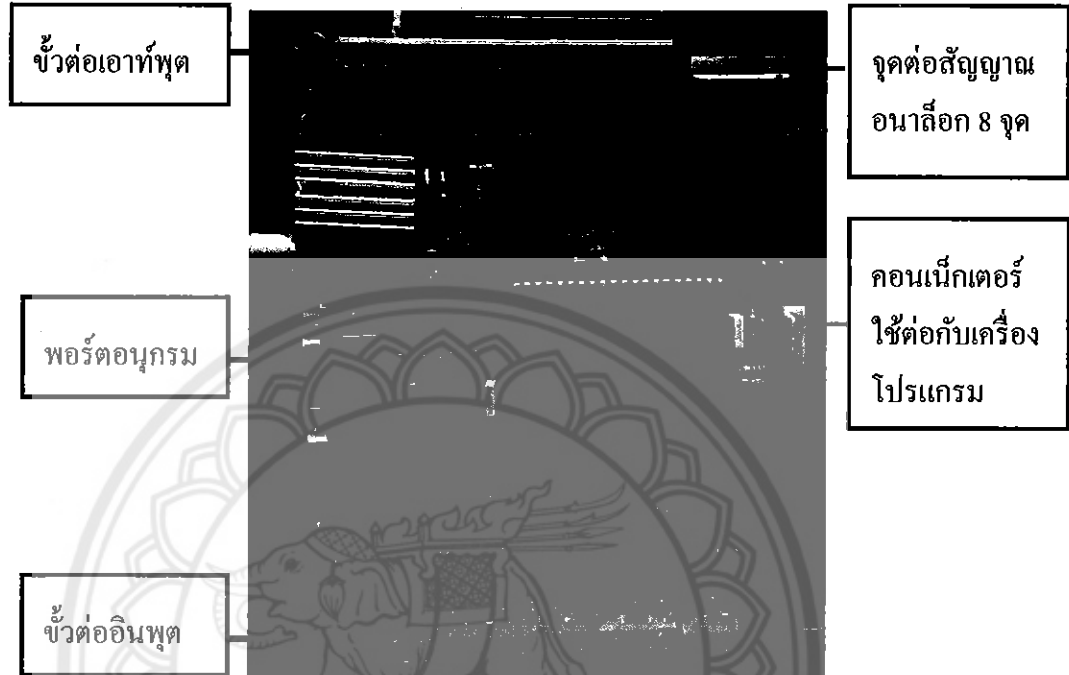 ขั้วต่อเอาท์พุต
จุดต่อสัญญาณ
อนาล็อก 8 จุด
พอร์ตอนุกรม
คอนเน็กเตอร์
ใช้ต่อกับเครื่อง
โปรแกรม
ขั้วต่ออินพุต